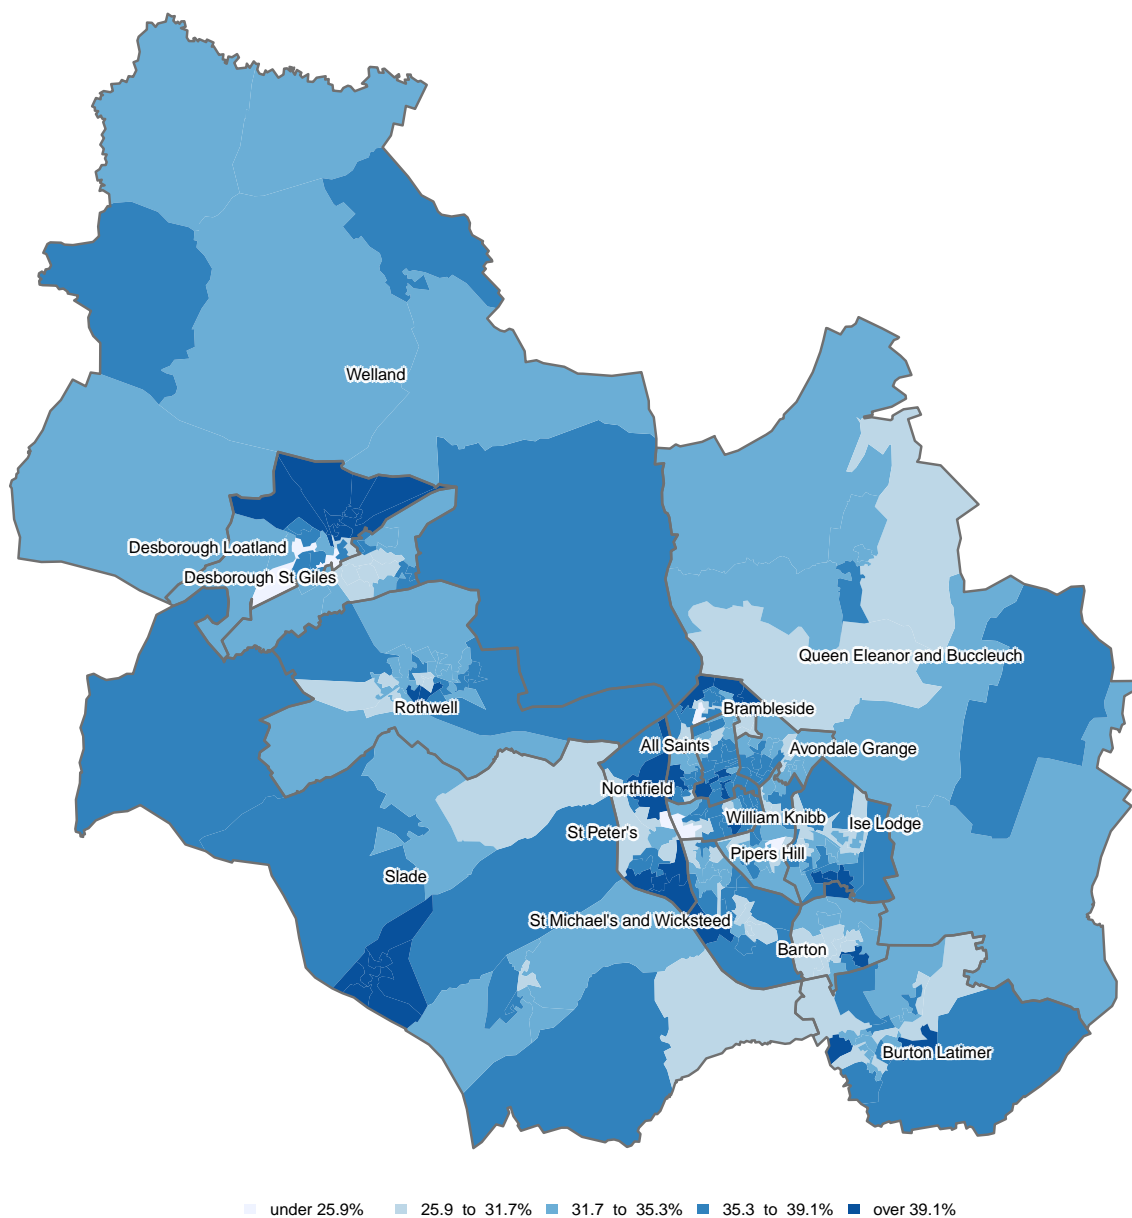 Welland
Desborough Loatland
Desborough St Giles
Queen Eleanor and Buccleuch
Rothwell
Brambleside
All Saints
Avondale Grange
Northfield
William Knibb
Ise Lodge
St Peter's
Pipers Hill
Slade
St Michael's and Wicksteed
Barton
Burton Latimer
under 25.9%
25.9 to 31.7%
31.7 to 35.3%
35.3 to 39.1%
over 39.1%